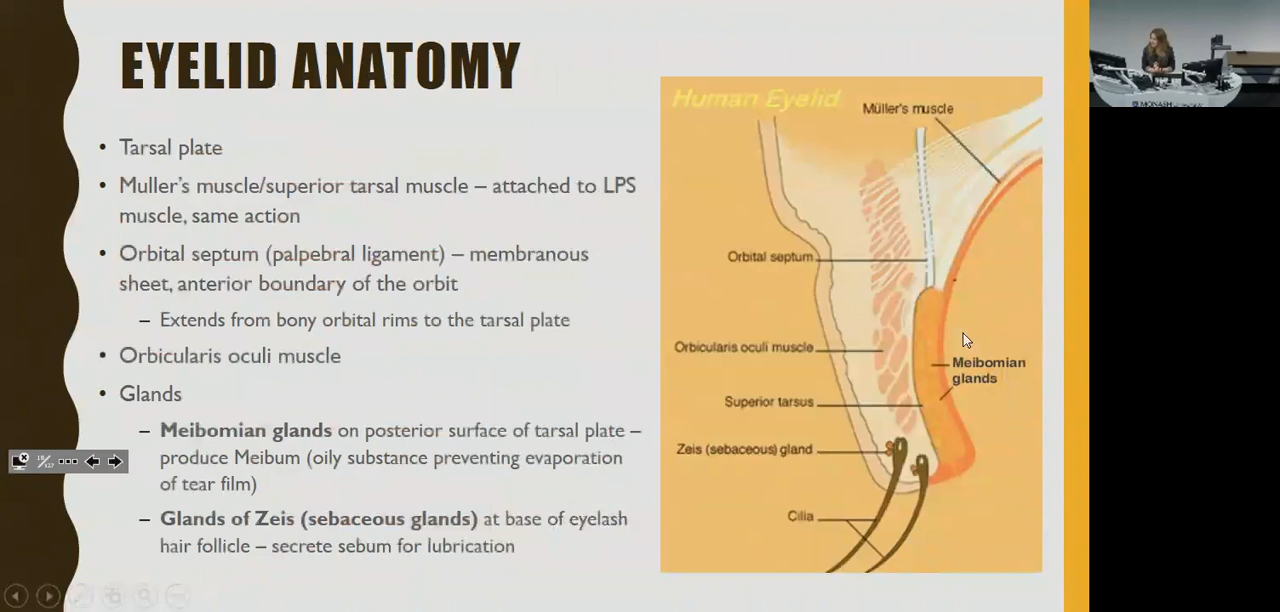 EYELID ANATOMY
• Tarsal plate
• Muller's muscle/superior tarsal muscle – attached to LPS
muscle, same action
• Orbital septum (palpebral ligament) – membranous
sheet, anterior boundary of the orbit
– Extends from bony orbital rims to the tarsal plate
• Orbicularis oculi muscle
• Glands
– Meibomian glands on posterior surface of tarsal plate –
produce Meibum (oily substance preventing evaporation
of tear film)
– Glands of Zeis (sebaceous glands) at base of eyelash
hair follicle – secrete sebum for lubrication
Human Eyelid
Müller's muscle
Orbital septum
Orbicularis oculi muscle
Meibomian
glands
Superior tarsus
Zeis (sebaceous) gland
Cilia
MONASH